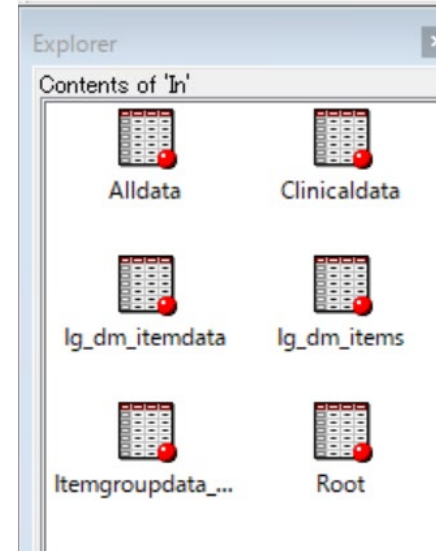 Explorer
Contents of 'In'
Alldata
Clinicaldata
Ig_dm_itemdata
Ig_dm_items
Itemgroupdata_...
Root